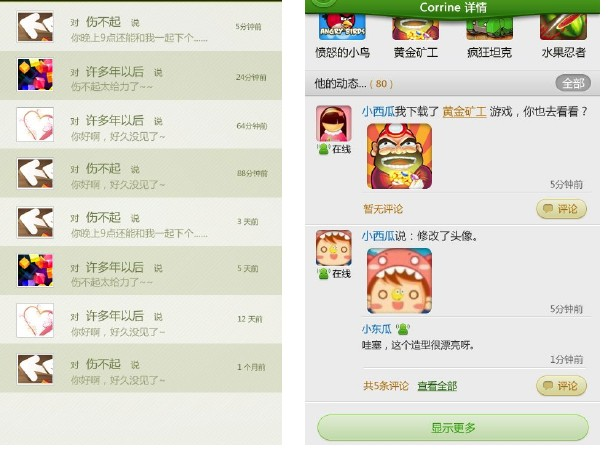 对 伤不起 说 5分钟前
你晚上9点还能和我一起下个......
对 许多年以后 说 24分钟前
伤不起太给力了~~
对 伤不起 说 64分钟前
你好啊，好久没见了~
对 伤不起 说 88分钟前
你好啊，好久没见了~
对 伤不起 说 3 天前
你晚上9点还能和我一起下个......
对 许多年以后 说 5 天前
伤不起太给力了~~
对 许多年以后 说 12 天前
你好啊，好久没见了~
对 伤不起 说 1 个月前
你好啊，好久没见了~
Corrine 详情
ANGRY BIRDS
愤怒的小鸟 黄金矿工 疯狂坦克 水果忍者
他的动态...（80） 全部
小西瓜我下载了 黄金矿工 游戏，你也去看看？
在线
5分钟前
暂无评论 评论
小西瓜说：修改了头像。
在线
5分钟前
小东瓜
哇塞，这个造型很漂亮呀。
1分钟前
共5条评论 查看全部 评论
显示更多